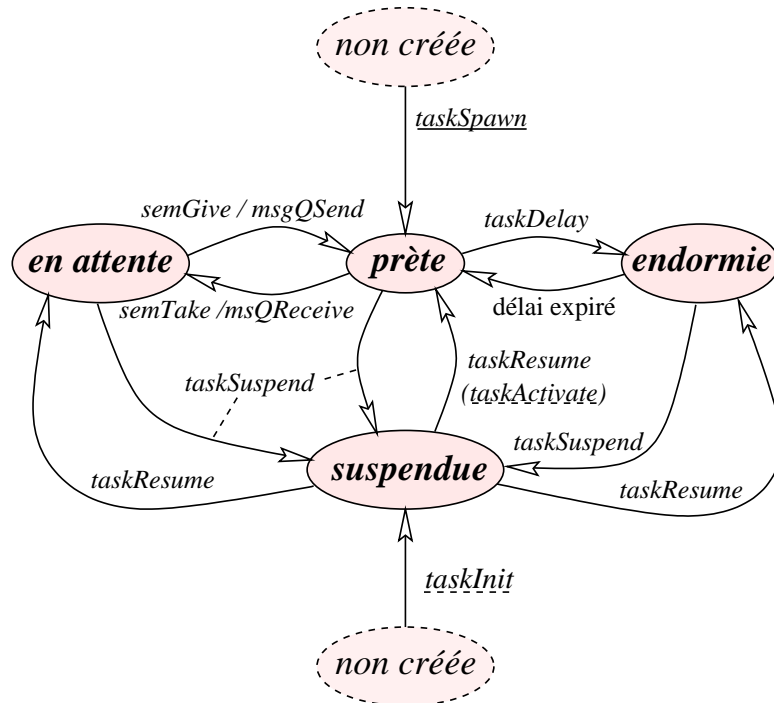 non créée
taskSpawn
semGive / msgQSend
taskDelay
en attente
prète
endormie
semTake /msQReceive
délai expiré
taskSuspend
taskResume
(taskActivate)
taskSuspend
suspendue
taskResume
taskResume
taskInit
non créée